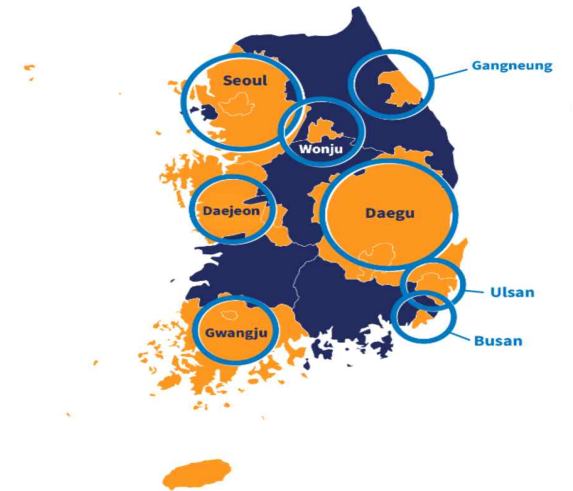 Seoul
Gangneung
Wonju
Daejeon
Daegu
Ulsan
Gwangju
Busan